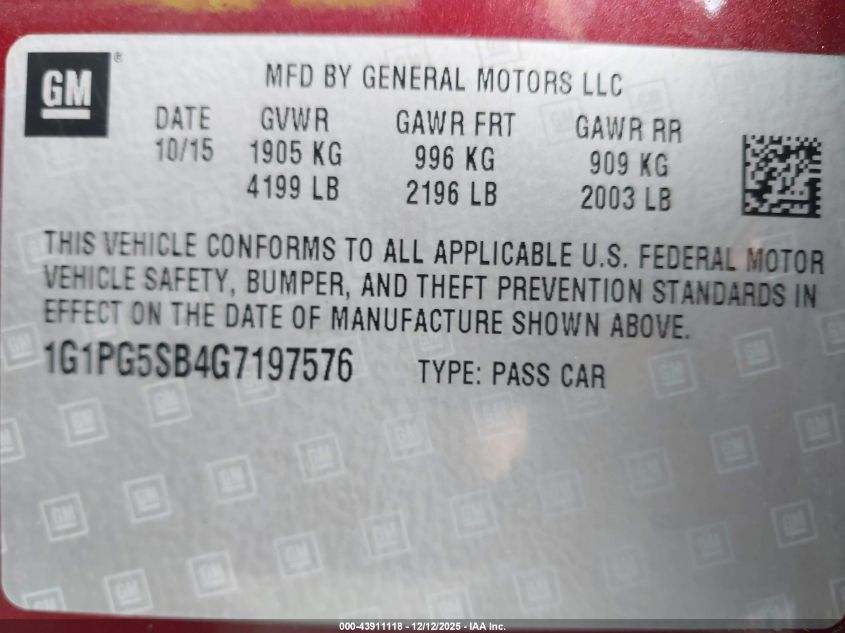 GM
MFD BY GENERAL MOTORS LLC
DATE GVWR GAWR FRT GAWR RR
10/15 1905 KG 996 KG 909 KG
4199 LB 2196 LB 2003 LB
THIS VEHICLE CONFORMS TO ALL APPLICABLE U.S. FEDERAL MOTOR
VEHICLE SAFETY, BUMPER, AND THEFT PREVENTION STANDARDS IN
EFFECT ON THE DATE OF MANUFACTURE SHOWN ABOVE.
1G1PG5SB4G7197576 TYPE: PASS CAR
000-43911118 - 12/12/2025 - IAA Inc.